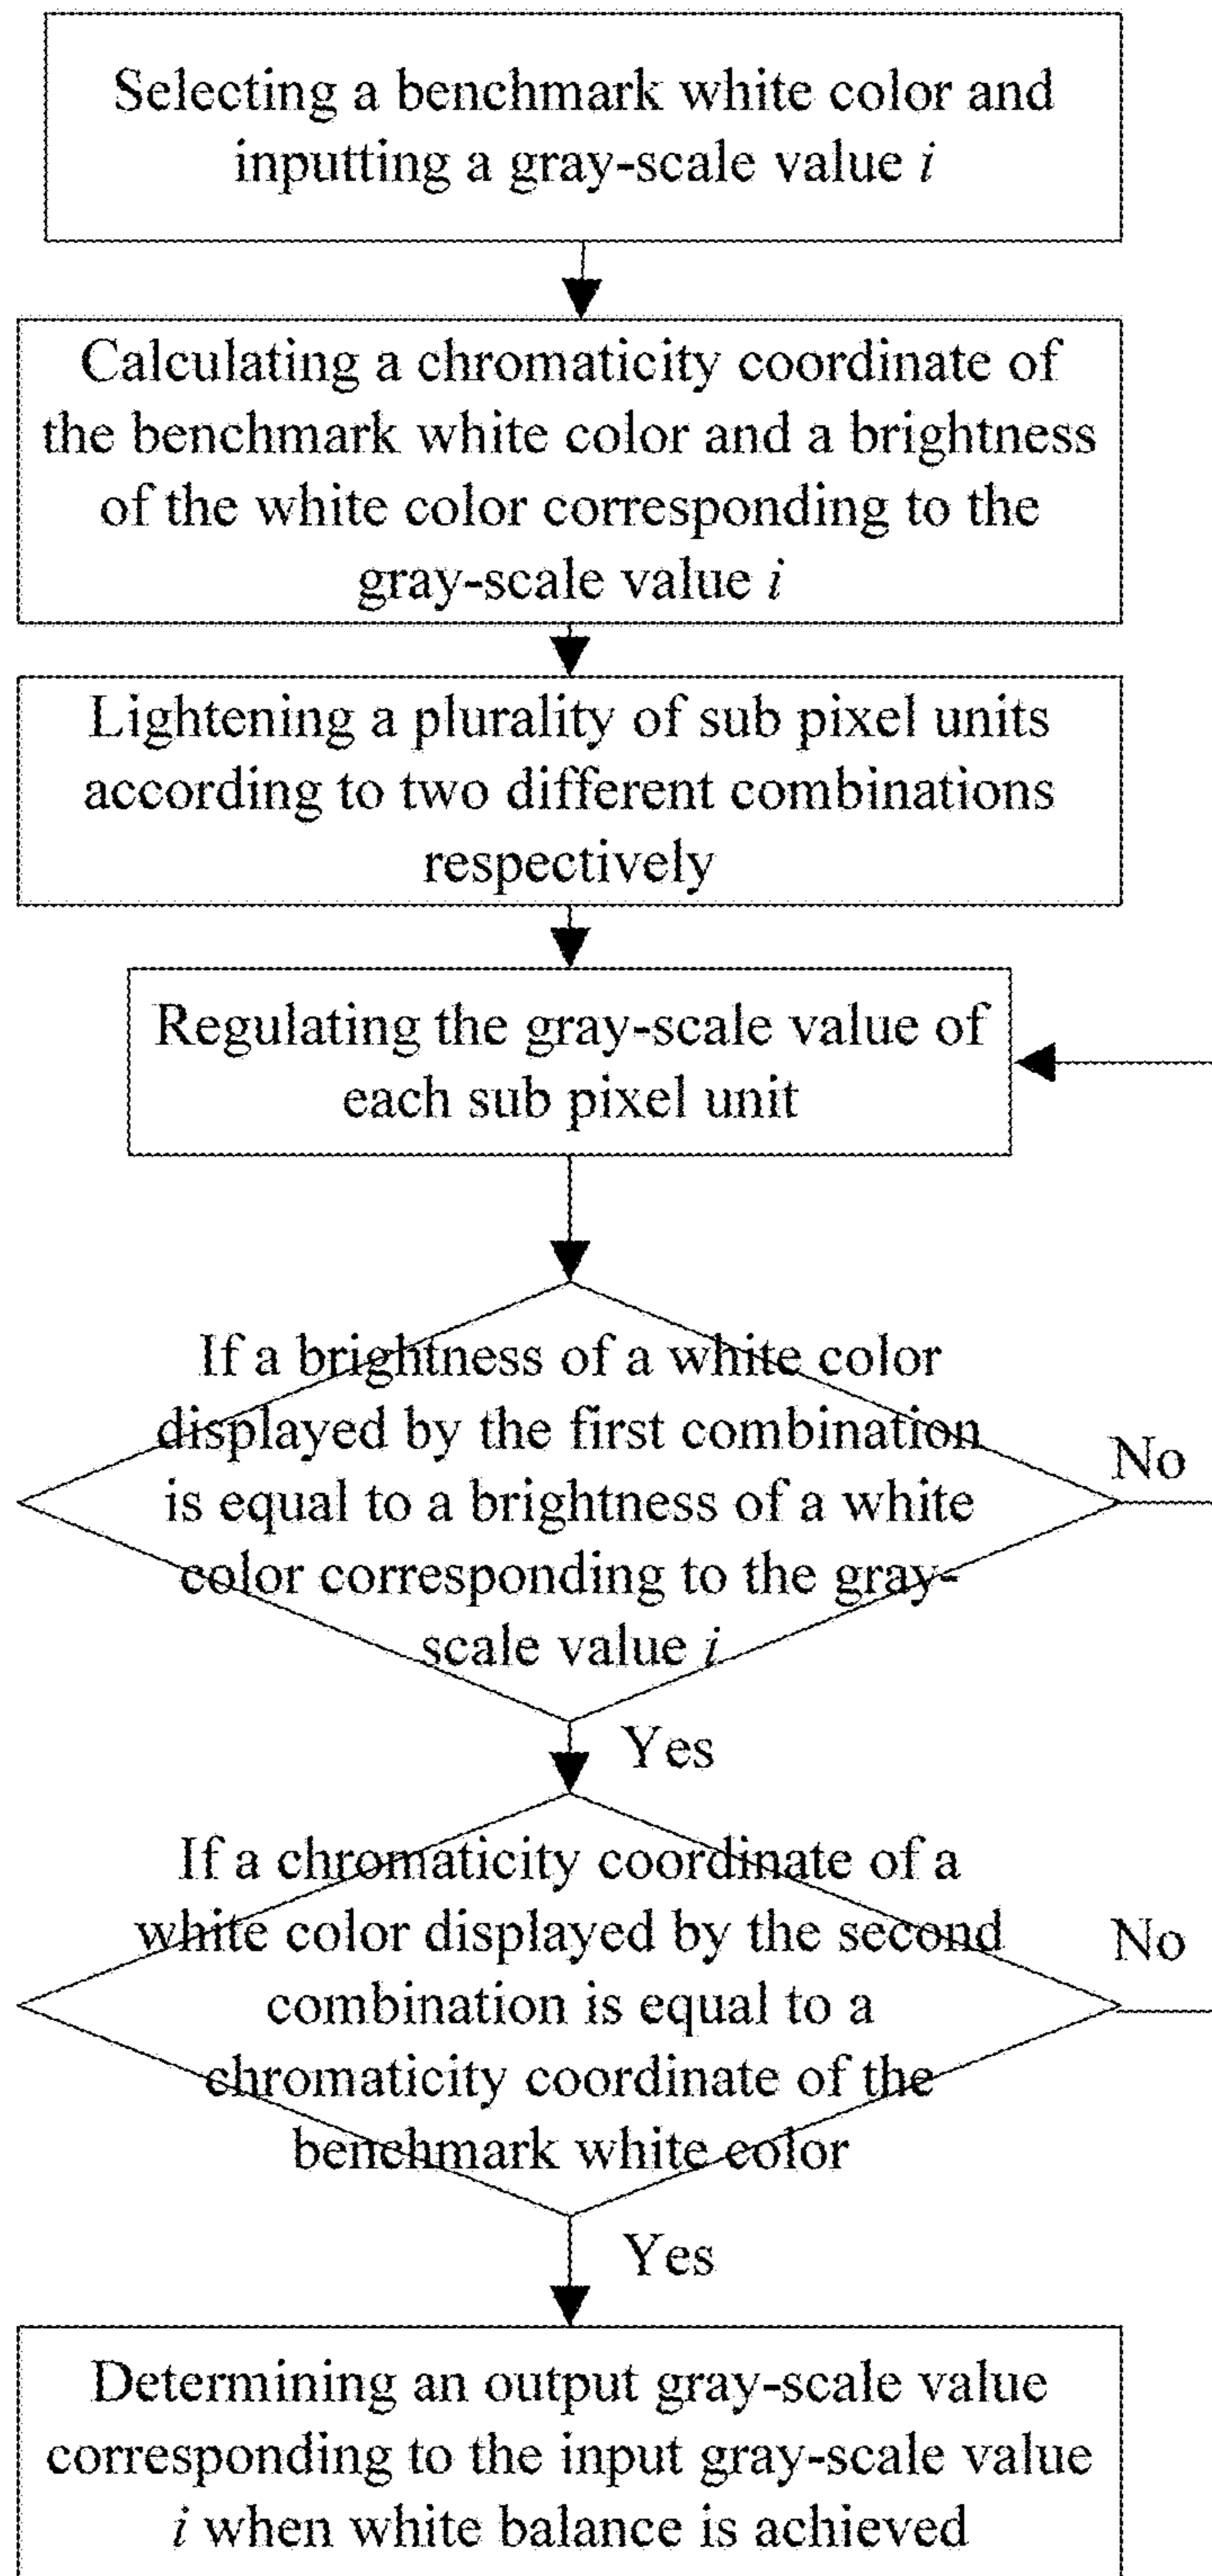 Selecting a benchmark white color and
inputting a gray-scale value i
Calculating a chromaticity coordinate of
the benchmark white color and a brightness
of the white color corresponding to the
gray-scale value i
Lightening a plurality of sub pixel units
according to two different combinations
respectively
Regulating the gray-scale value of
each sub pixel unit
If a brightness of a white color
displayed by the first combination
is equal to a brightness of a white
color corresponding to the gray-
scale value i
No
Yes
If a chromaticity coordinate of a
white color displayed by the second
combination is equal to a
chromaticity coordinate of the
benchmark white color
No
Yes
Determining an output gray-scale value
corresponding to the input gray-scale value
i when white balance is achieved